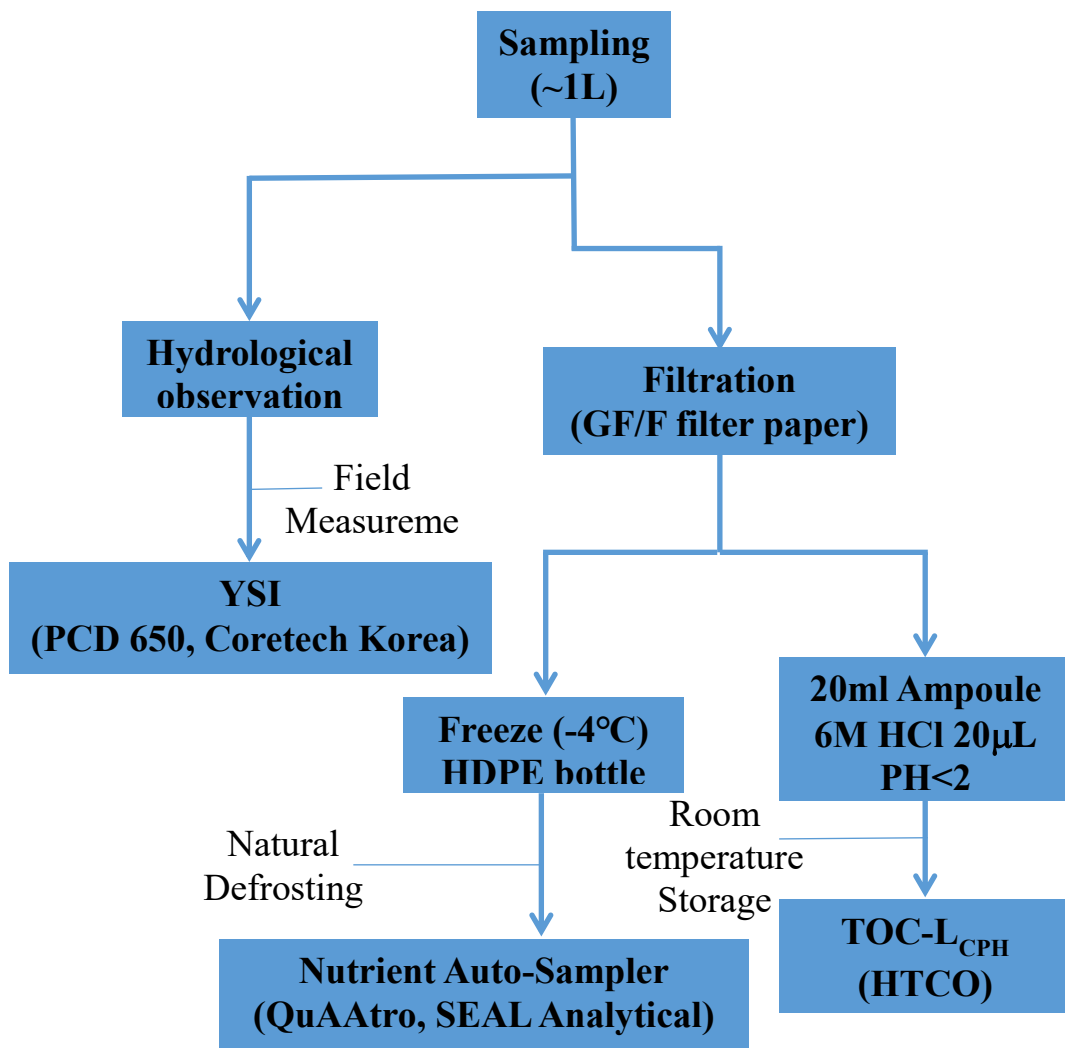 Sampling
(~1L)
Hydrological
observation
Filtration
(GF/F filter paper)
Field
Measureme
YSI
(PCD 650, Coretech Korea)
Freeze (-4℃)
HDPE bottle
20ml Ampoule
6M HCl 20μL
PH<2
Natural
Defrosting
Room
temperature
Storage
Nutrient Auto-Sampler
(QuAAtro, SEAL Analytical)
TOC-LCPH
(HTCO)